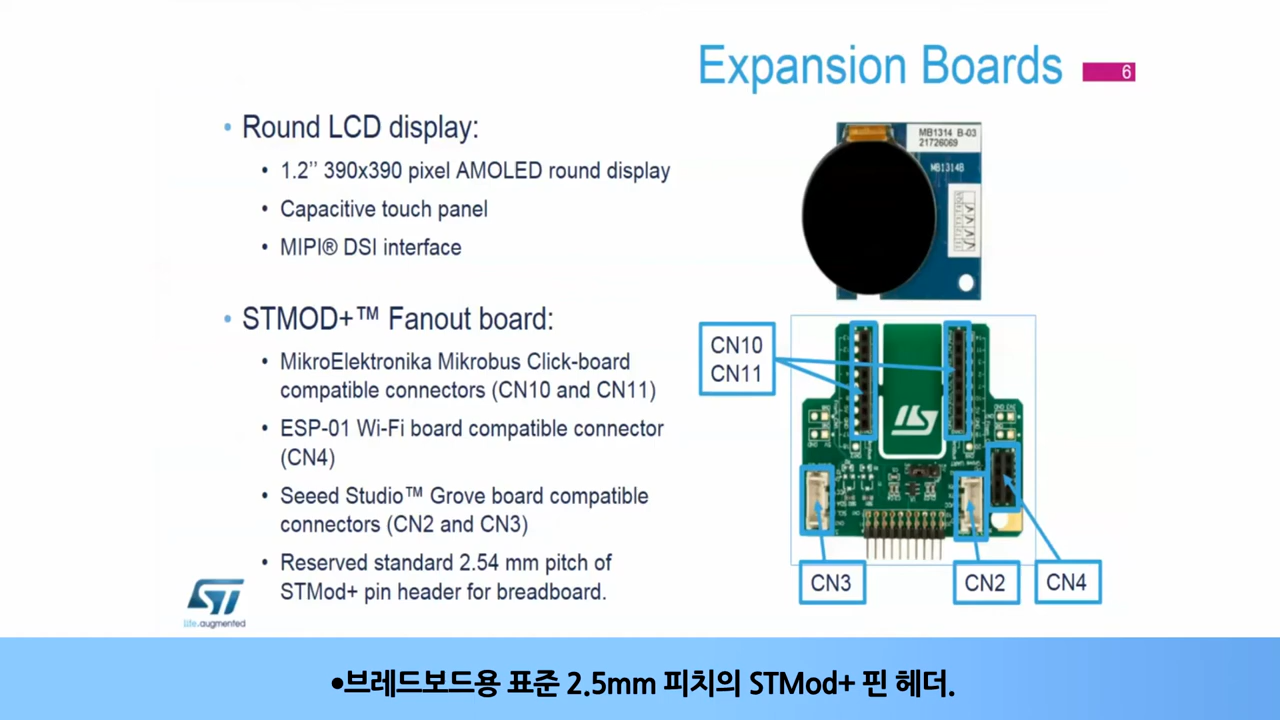 Expansion Boards
6
• Round LCD display:
• 1.2’’ 390x390 pixel AMOLED round display
• Capacitive touch panel
• MIPI® DSI interface
MB1314 B-03
21726069
MB1314B
• STMOD+™ Fanout board:
• MikroElektronika Mikrobus Click-board
compatible connectors (CN10 and CN11)
• ESP-01 Wi-Fi board compatible connector
(CN4)
• Seeed Studio™ Grove board compatible
connectors (CN2 and CN3)
• Reserved standard 2.54 mm pitch of
STMod+ pin header for breadboard.
CN10
CN11
CN3
CN2
CN4
ST
life.augmented
•브레드보드용 표준 2.5mm 피치의 STMod+ 핀 헤더.